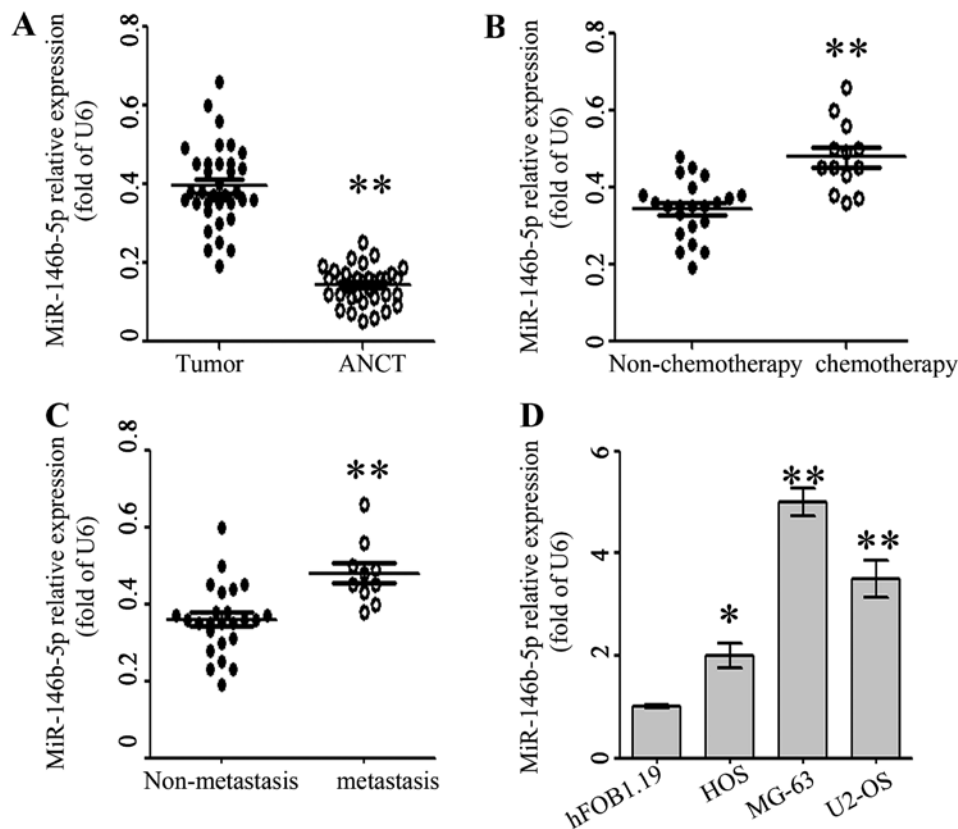 A
MiR-146b-5p relative expression
(fold of U6)
0.8
0.6
0.4
0.2
0
**
Tumor
ANCT
B
MiR-146b-5p relative expression
(fold of U6)
0.8
0.6
0.4
0.2
0
**
Non-chemotherapy
chemotherapy
C
MiR-146b-5p relative expression
(fold of U6)
0.8
0.6
0.4
0.2
0
**
Non-metastasis
metastasis
D
MiR-146b-5p relative expression
(fold of U6)
6
4
2
0
*
**
**
hFOB1.19
HOS
MG-63
U2-OS